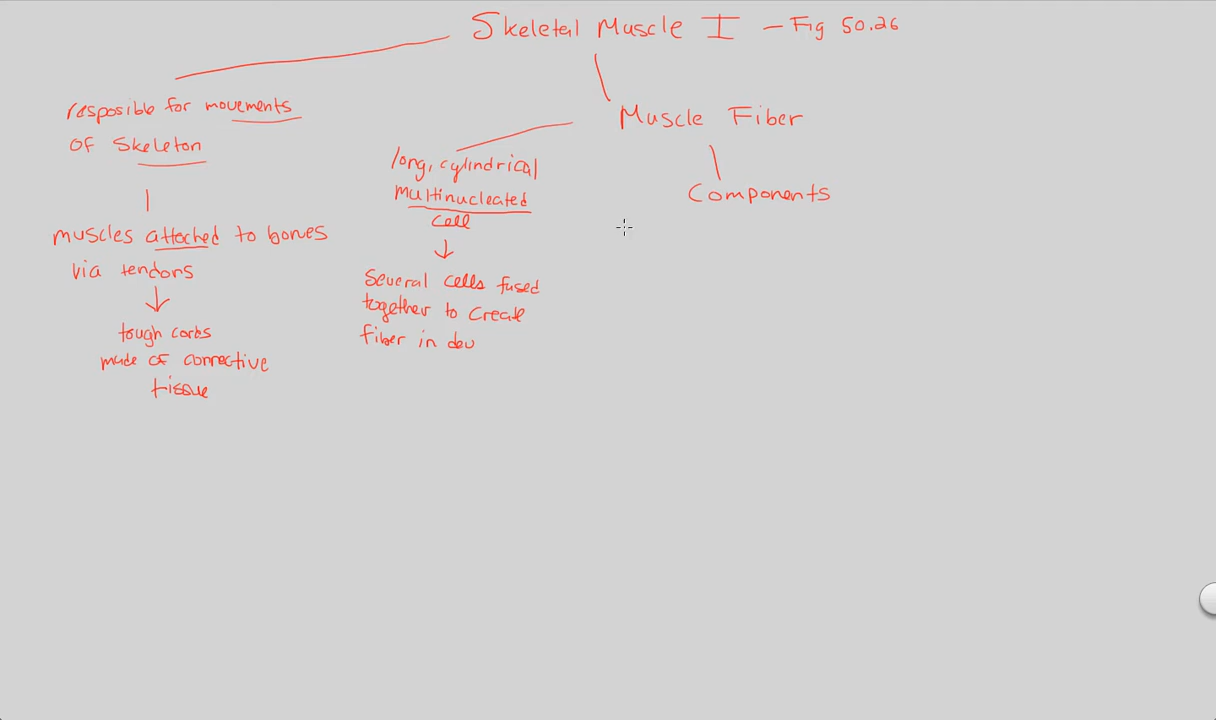 Skeletal Muscle I - Fig 50.26
resposible for movements
of Skeleton
muscles attached to bones
via tendons
tough cords
made of connective
tissue
Muscle Fiber
long, cylindrical
multinucleated
cell
Several cells fused
together to create
fiber in dev
Components